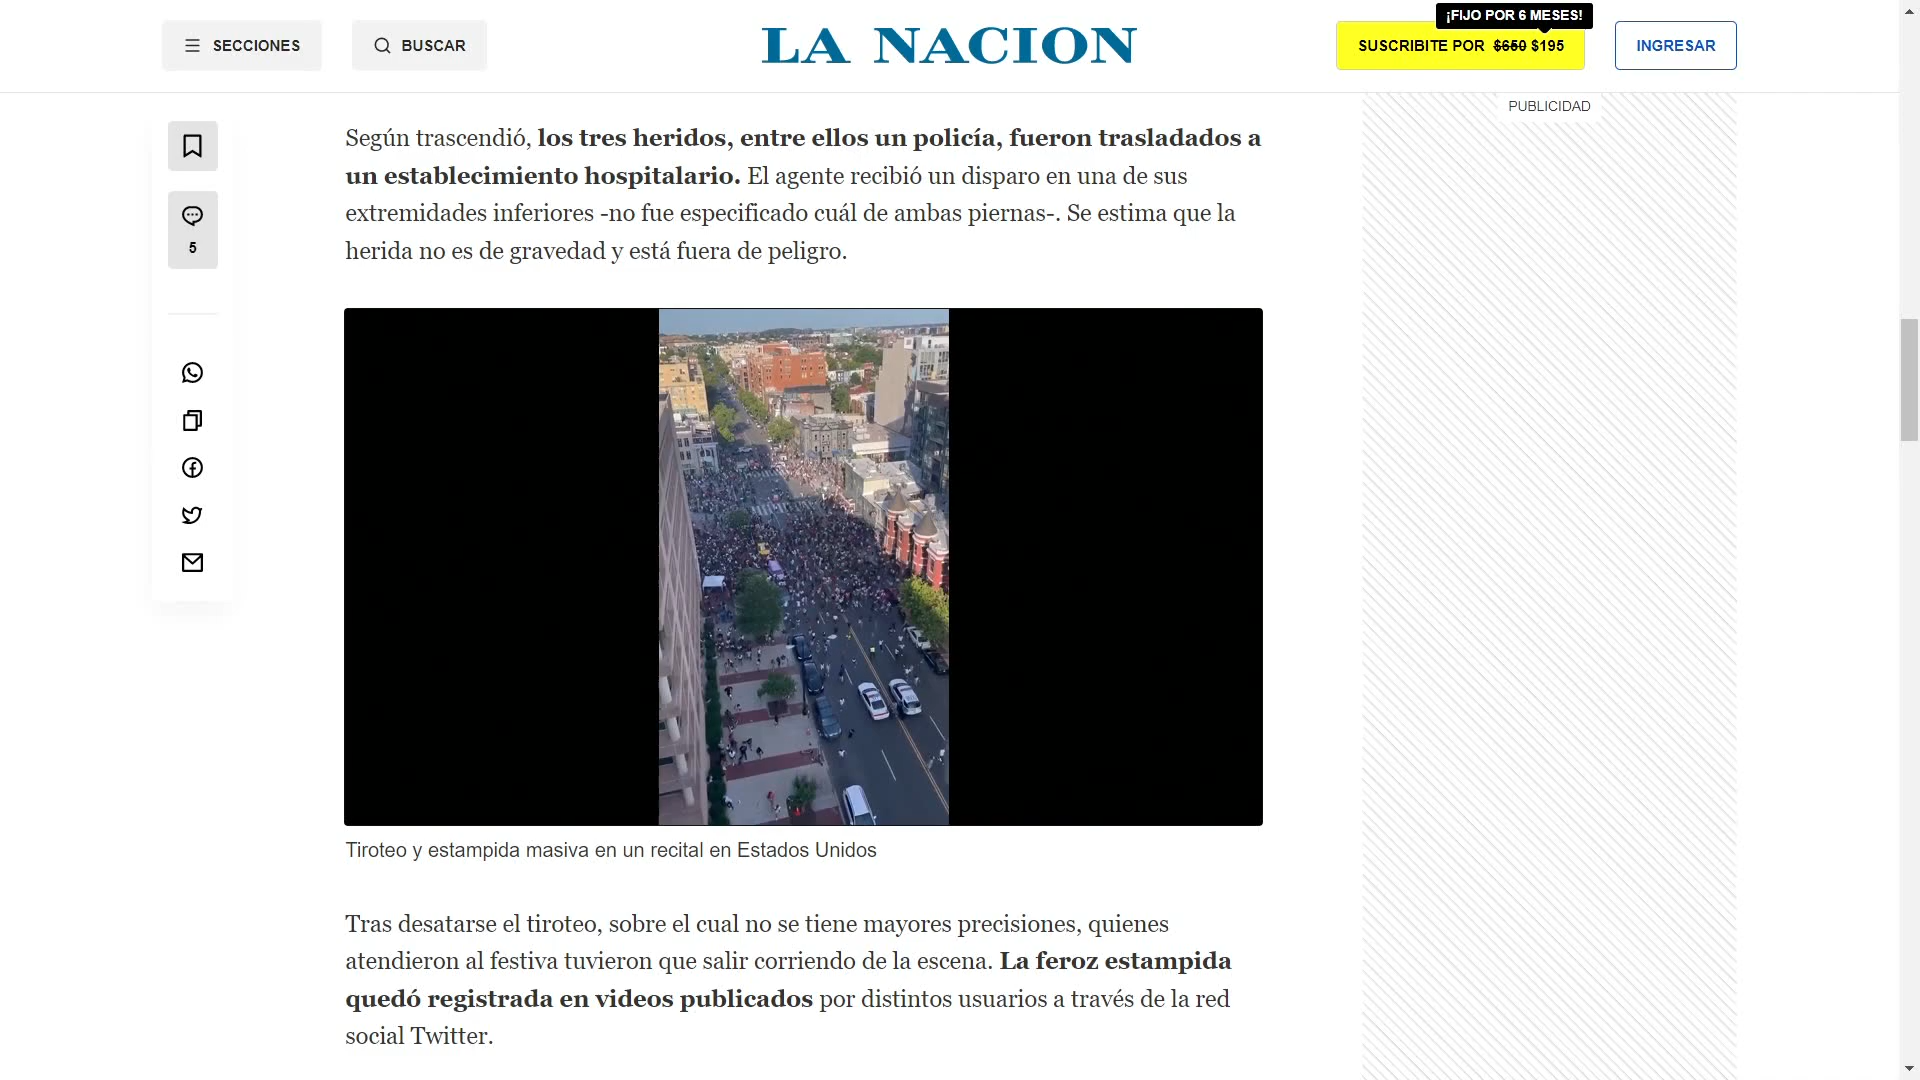 ¡FIJO POR 6 MESES!
SECCIONES
BUSCAR
LA NACION
SUSCRIBITE POR $650 $195
INGRESAR
PUBLICIDAD
Según trascendió, los tres heridos, entre ellos un policía, fueron trasladados a
un establecimiento hospitalario. El agente recibió un disparo en una de sus
extremidades inferiores -no fue especificado cuál de ambas piernas-. Se estima que la
herida no es de gravedad y está fuera de peligro.
5
Tiroteo y estampida masiva en un recital en Estados Unidos
Tras desatarse el tiroteo, sobre el cual no se tiene mayores precisiones, quienes
atendieron al festiva tuvieron que salir corriendo de la escena. La feroz estampida
quedó registrada en videos publicados por distintos usuarios a través de la red
social Twitter.